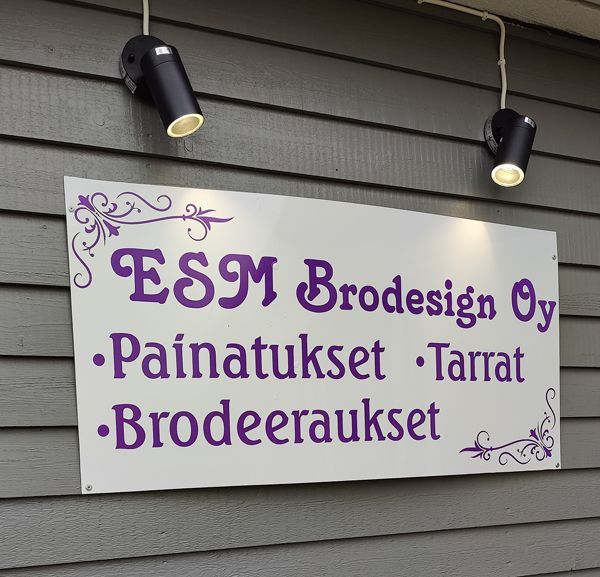 ESM Brodesign Oy
•Painatukset •Tarrat
•Brodeeraukset